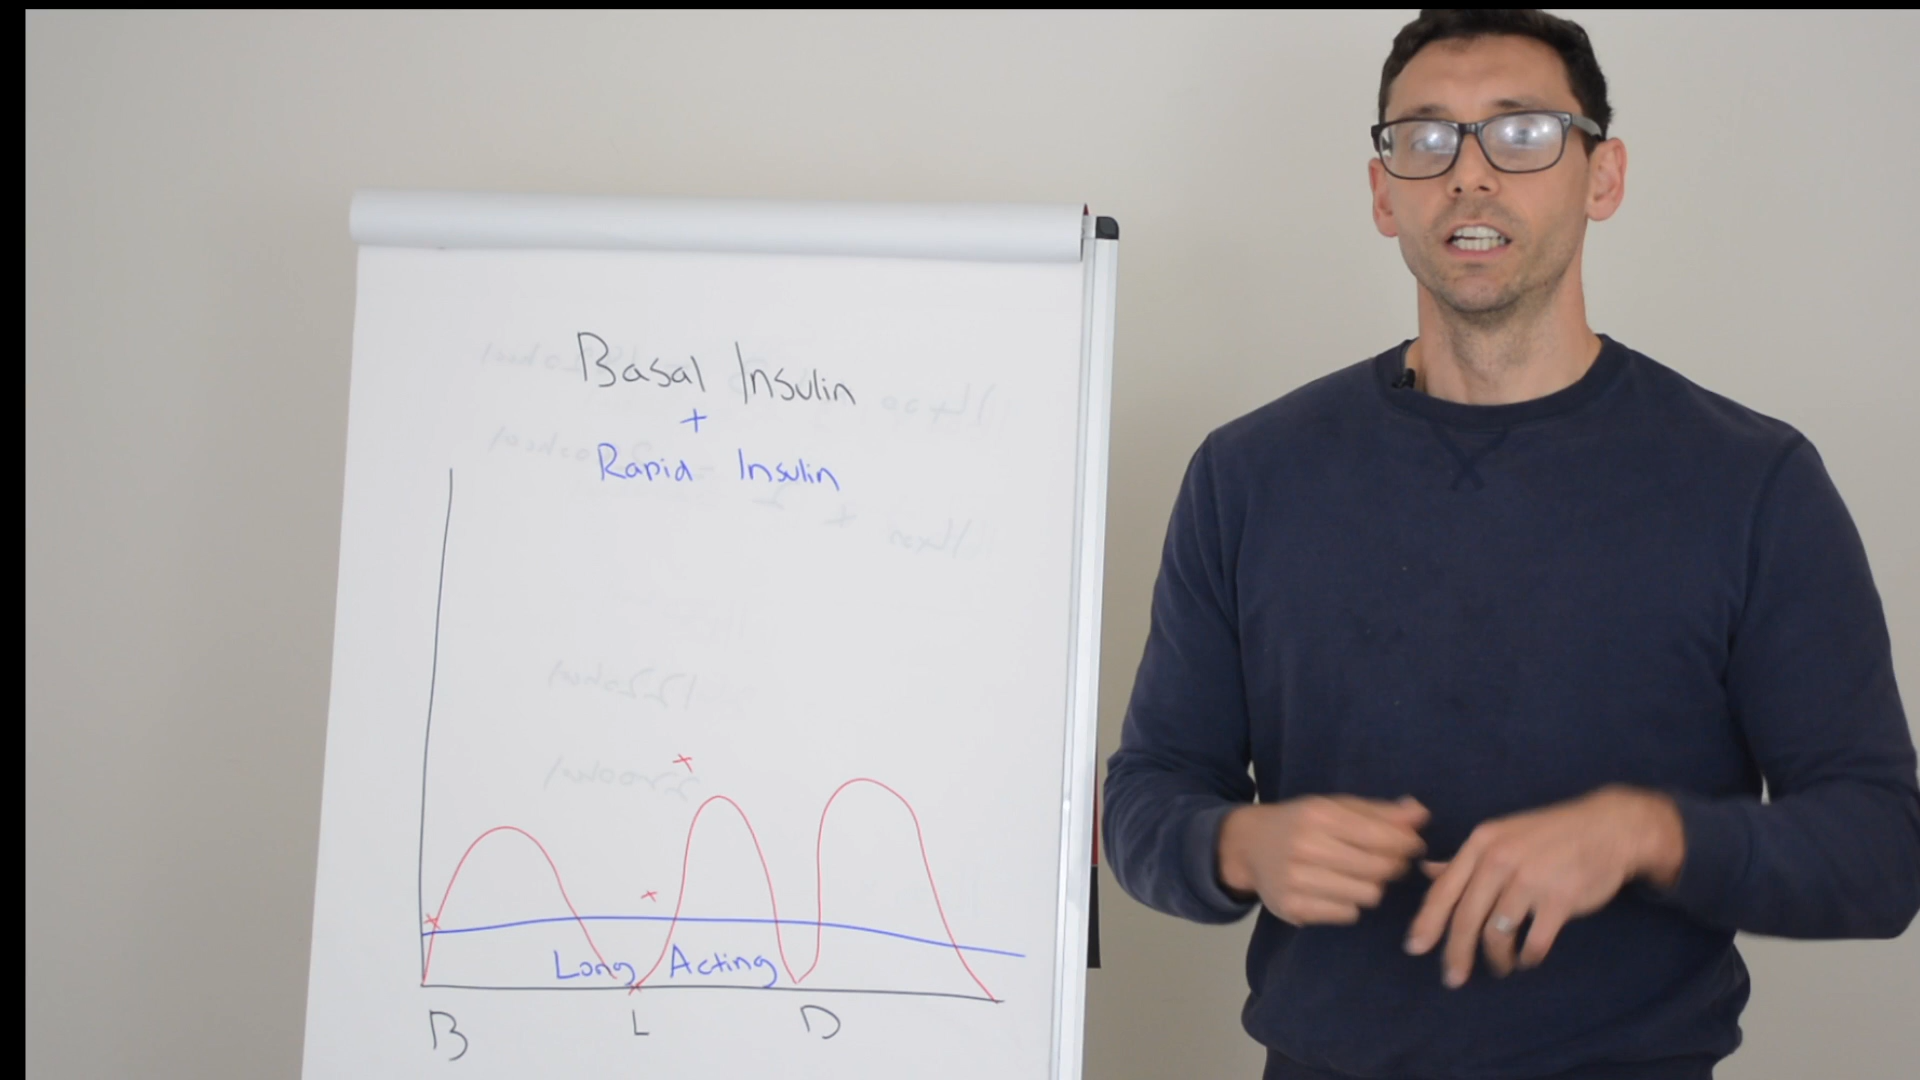 Basal Insulin
+
Rapid Insulin
Long Acting
B L D